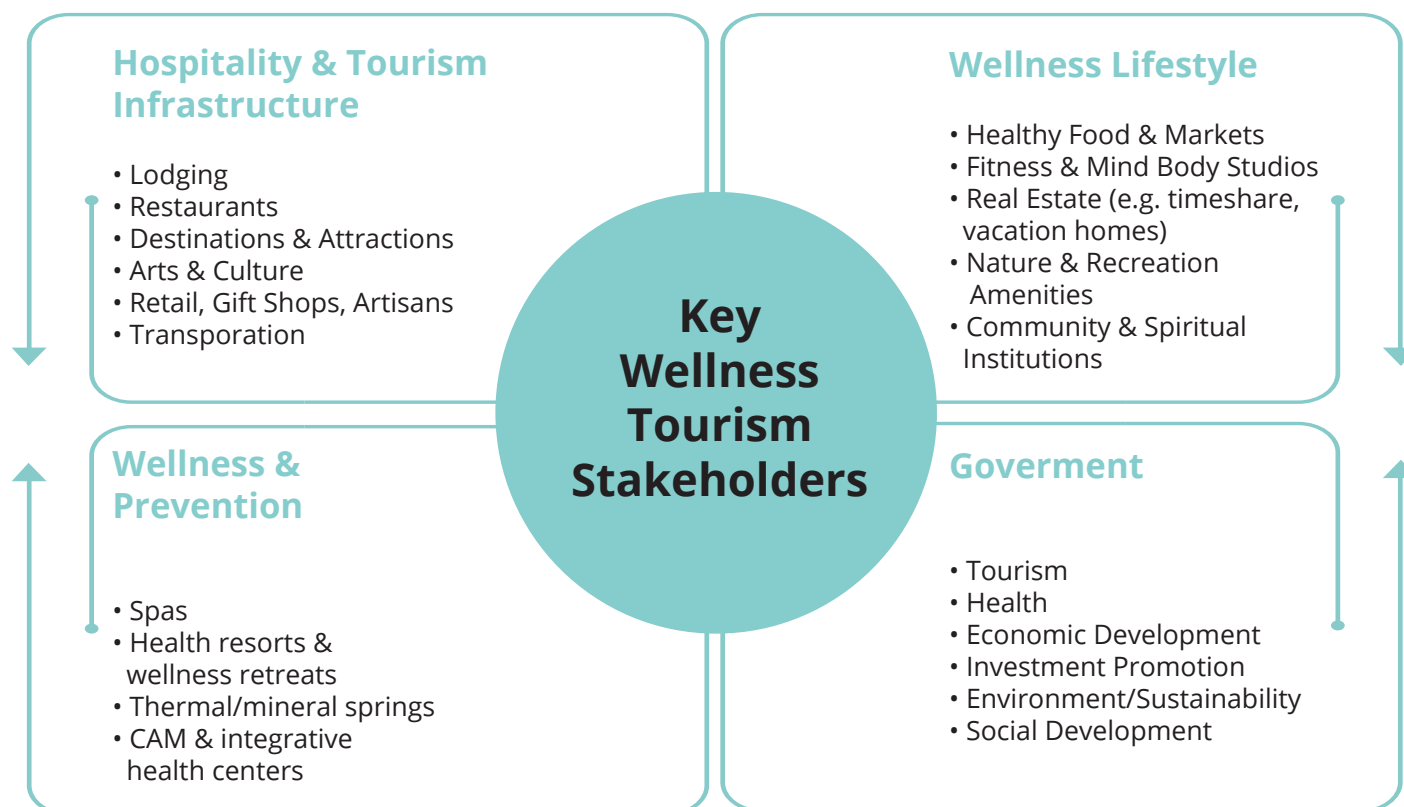 Hospitality & Tourism
Infrastructure
• Lodging
• Restaurants
• Destinations & Attractions
• Arts & Culture
• Retail, Gift Shops, Artisans
• Transporation
Wellness Lifestyle
• Healthy Food & Markets
• Fitness & Mind Body Studios
• Real Estate (e.g. timeshare,
vacation homes)
• Nature & Recreation
Amenities
• Community & Spiritual
Institutions
Key
Wellness
Tourism
Stakeholders
Wellness &
Prevention
• Spas
• Health resorts &
wellness retreats
• Thermal/mineral springs
• CAM & integrative
health centers
Goverment
• Tourism
• Health
• Economic Development
• Investment Promotion
• Environment/Sustainability
• Social Development